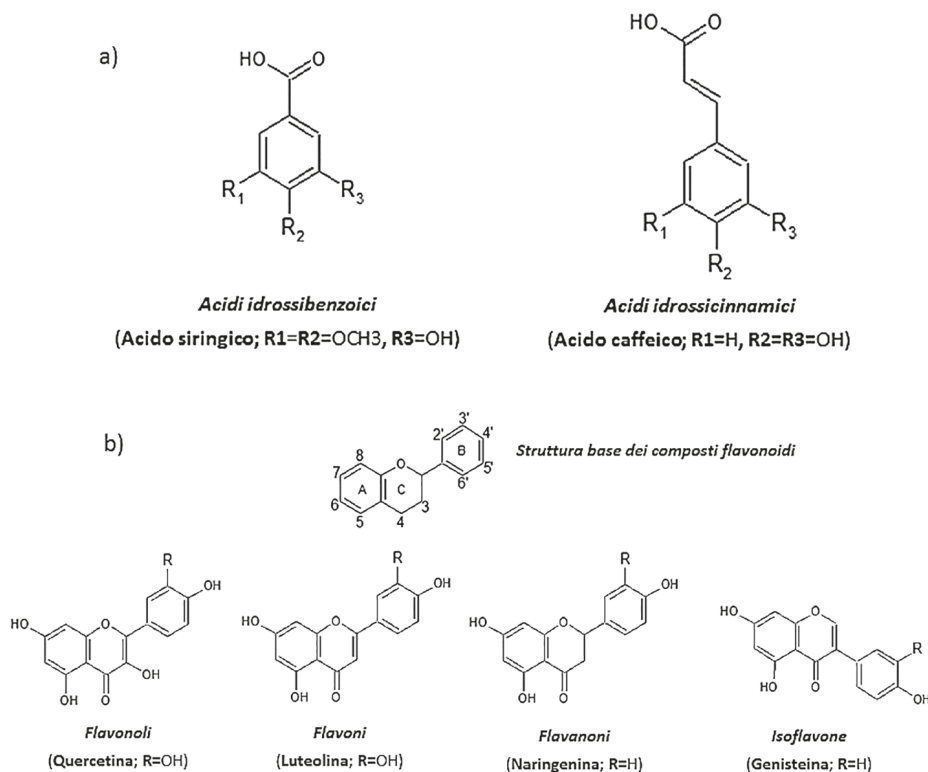 a)
HO
O
R1
R2
R3
Acidi idrossibenzoici
(Acido siringico; R1=R2=OCH3, R3=OH)
HO
O
R1
R2
R3
Acidi idrossicinnamici
(Acido caffeico; R1=H, R2=R3=OH)
b)
Struttura base dei composti flavonoidi
8
7
6
5
A
O
C
4
3
2'
3'
4'
5'
6'
B
HO
O
R
OH
OH
OH
O
Flavonoli
(Quercetina; R=OH)
HO
O
R
OH
OH
O
Flavoni
(Luteolina; R=OH)
HO
O
R
OH
OH
O
Flavanoni
(Naringenina; R=H)
HO
O
R
HO
O
OH
Isoflavone
(Genisteina; R=H)